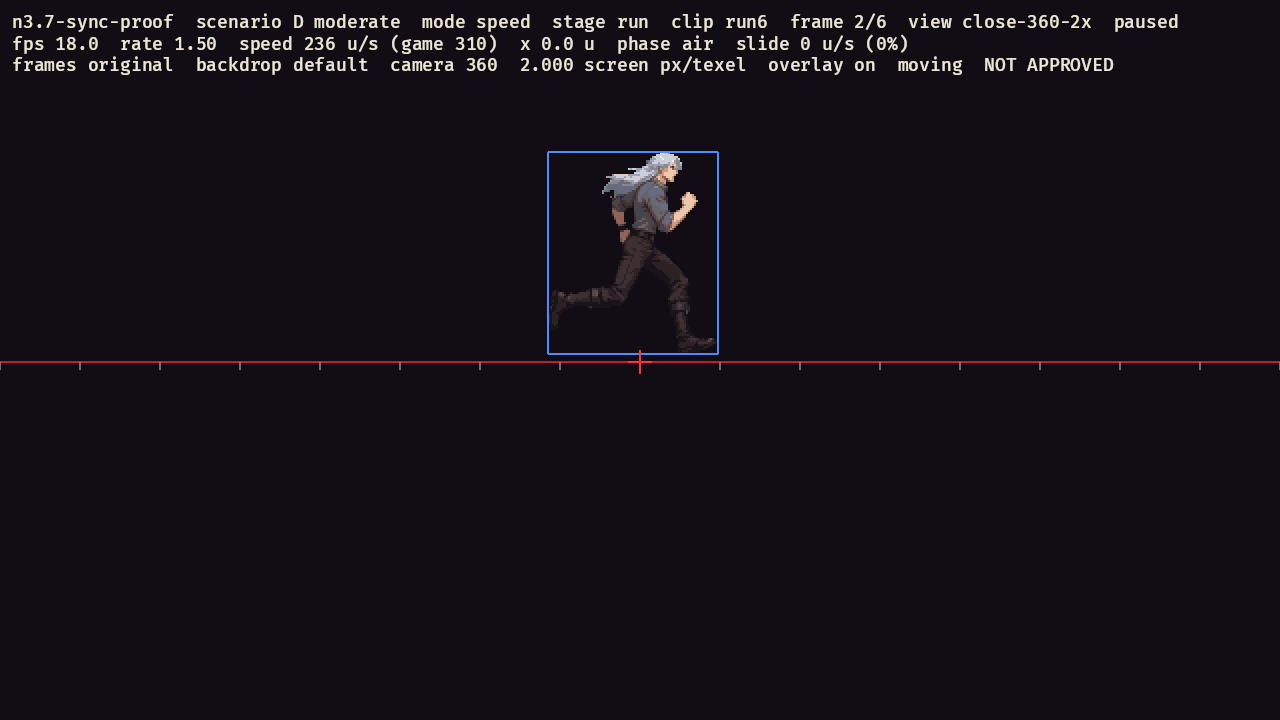 n3.7-sync-proof  scenario D moderate  mode speed  stage run  clip run6  frame 2/6  view close-360-2x  paused
fps 18.0  rate 1.50  speed 236 u/s (game 310)  x 0.0 u  phase air  slide 0 u/s (0%)
frames original  backdrop default  camera 360  2.000 screen px/texel  overlay on  moving  NOT APPROVED